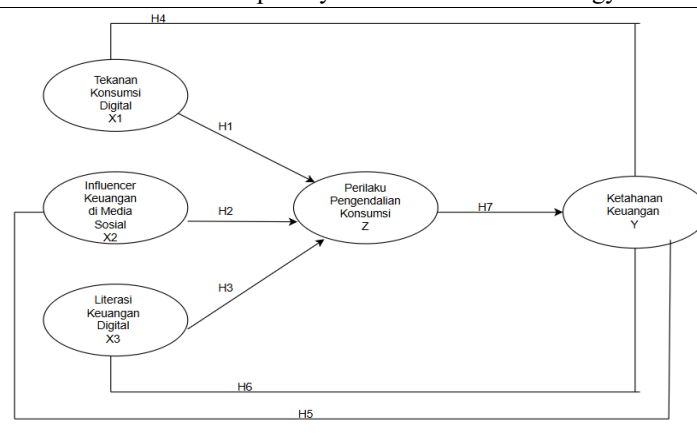 H4
Tekanan
Konsumsi
Digital
X1
H1
Influencer
Keuangan
di Media
Sosial
X2
H2
Perilaku
Pengendalian
Konsumsi
Z
H7
Ketahanan
Keuangan
Y
H3
Literasi
Keuangan
Digital
X3
H6
H5